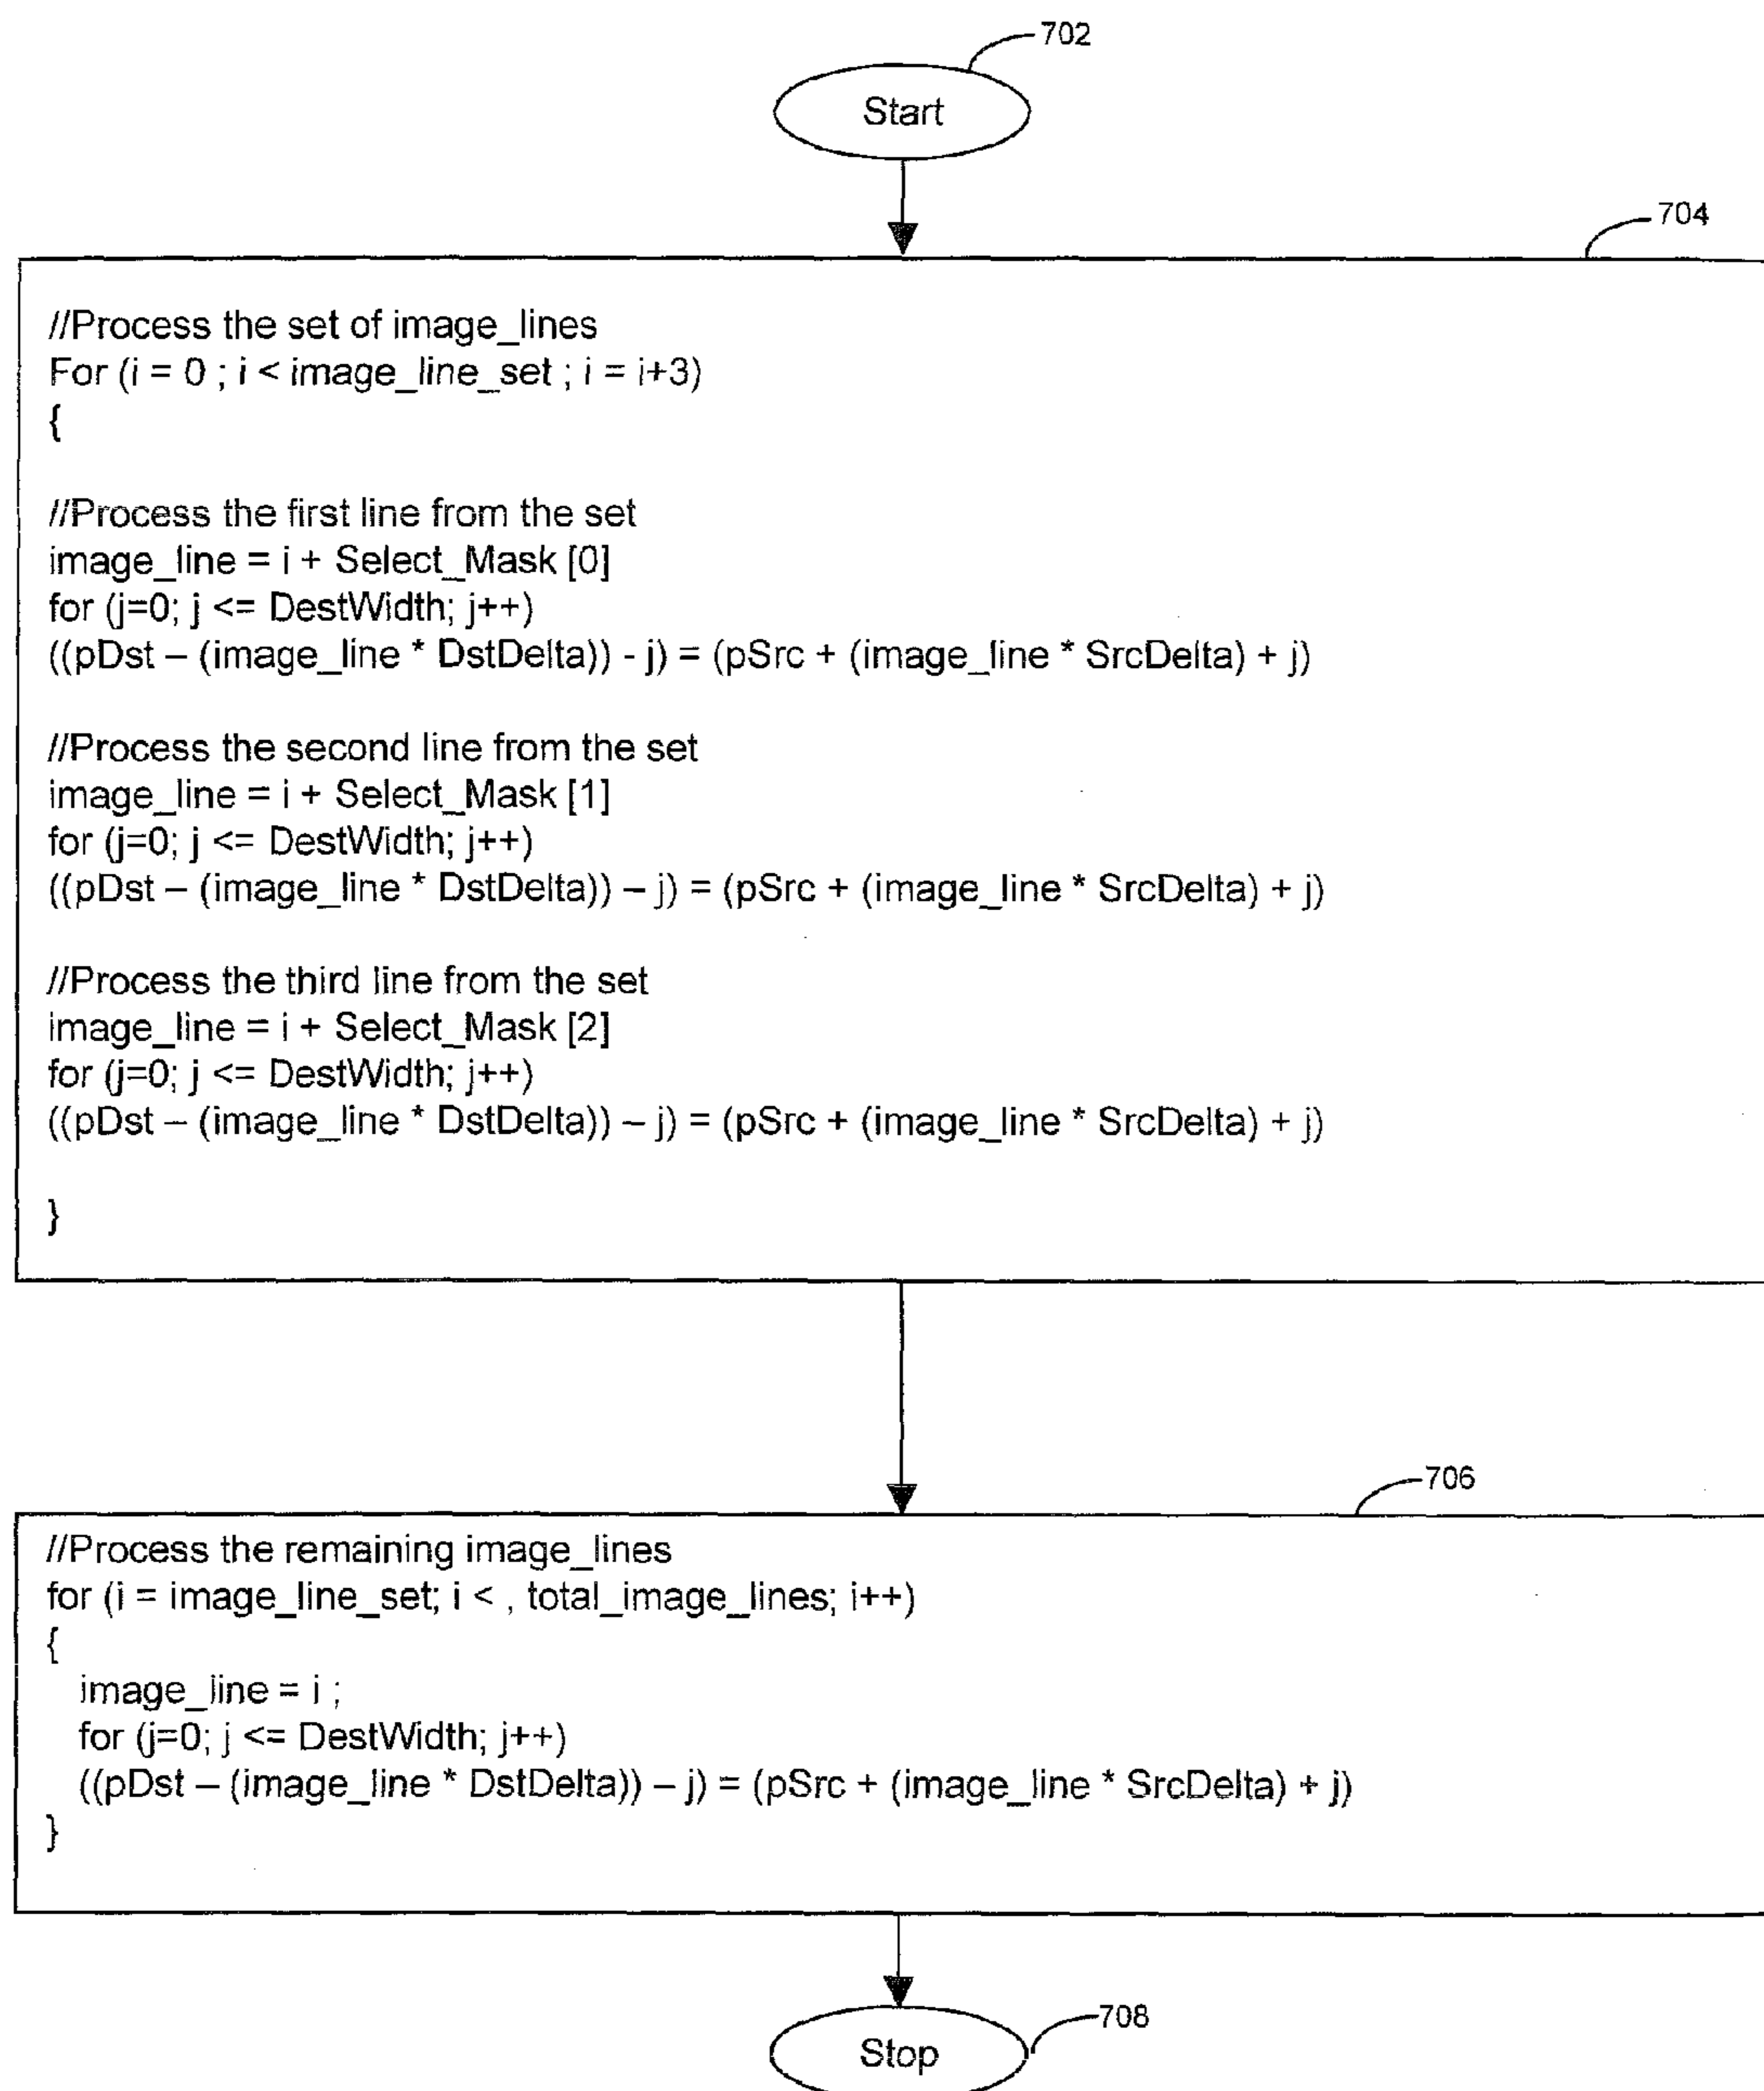 702
Start
704
//Process the set of image_lines
For (i = 0 ; i < image_line_set ; i = i+3)
{
//Process the first line from the set
image_line = i + Select_Mask [0]
for (j=0; j <= DestWidth; j++)
((pDst – (image_line * DstDelta)) - j) = (pSrc + (image_line * SrcDelta) + j)
//Process the second line from the set
image_line = i + Select_Mask [1]
for (j=0; j <= DestWidth; j++)
((pDst – (image_line * DstDelta)) – j) = (pSrc + (image_line * SrcDelta) + j)
//Process the third line from the set
image_line = i + Select_Mask [2]
for (j=0; j <= DestWidth; j++)
((pDst – (image_line * DstDelta)) – j) = (pSrc + (image_line * SrcDelta) + j)
}
706
//Process the remaining image_lines
for (i = image_line_set; i < , total_image_lines; i++)
{
image_line = i ;
for (j=0; j <= DestWidth; j++)
((pDst – (image_line * DstDelta)) – j) = (pSrc + (image_line * SrcDelta) + j)
}
708
Stop